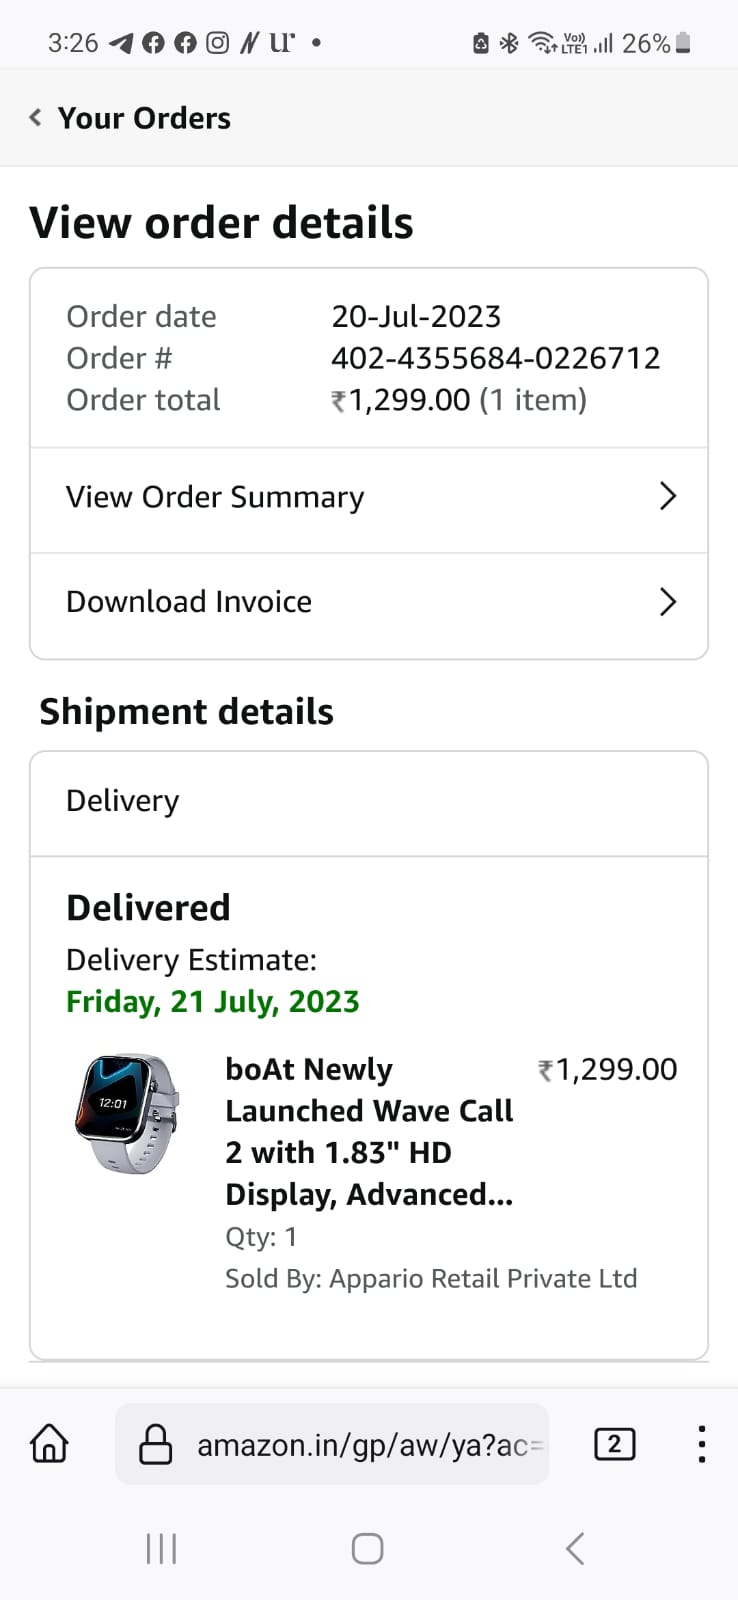 3:26
Vo))
LTE1
26%
Your Orders
View order details
Order date 20-Jul-2023
Order # 402-4355684-0226712
Order total ₹1,299.00 (1 item)
View Order Summary
Download Invoice
Shipment details
Delivery
Delivered
Delivery Estimate:
Friday, 21 July, 2023
12:01
boAt Newly ₹1,299.00
Launched Wave Call
2 with 1.83" HD
Display, Advanced...
Qty: 1
Sold By: Appario Retail Private Ltd
amazon.in/gp/aw/ya?ac=
2